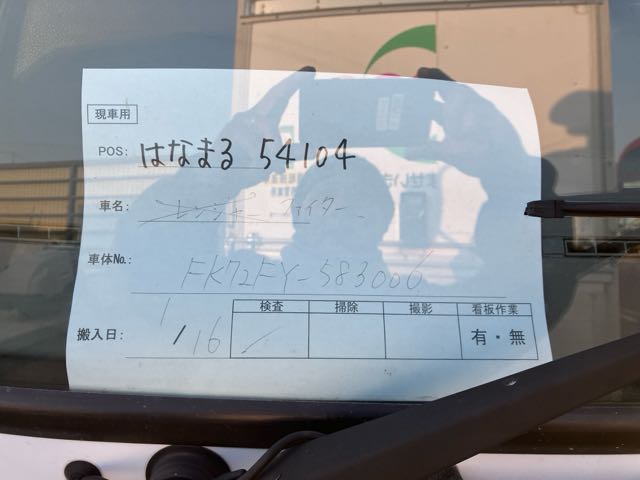 現車用
POS: はなまる 54104
車名: レンジャー ファイター
車体No.: FK72FY-583006
搬入日: 1/16
検査 掃除 撮影 看板作業
有・無